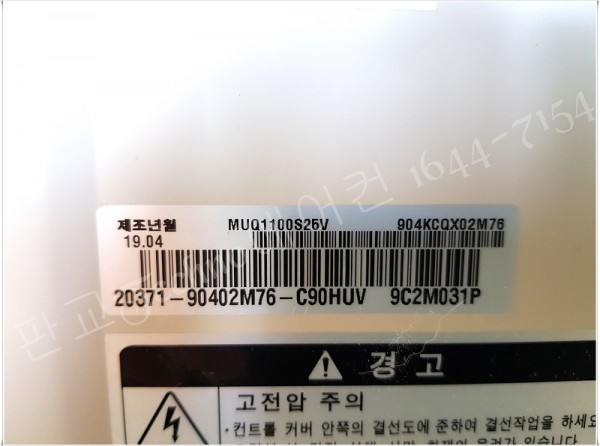 제조년월 MUQ1100S25V 904KCQX02M76
19.04
20371-90402M76-C90HUV 9C2M031P
경 고
고전압 주의
·컨트롤 커버 안쪽의 결선도에 준하여 결선작업을 하세요
판교 에어컨 1644-7154